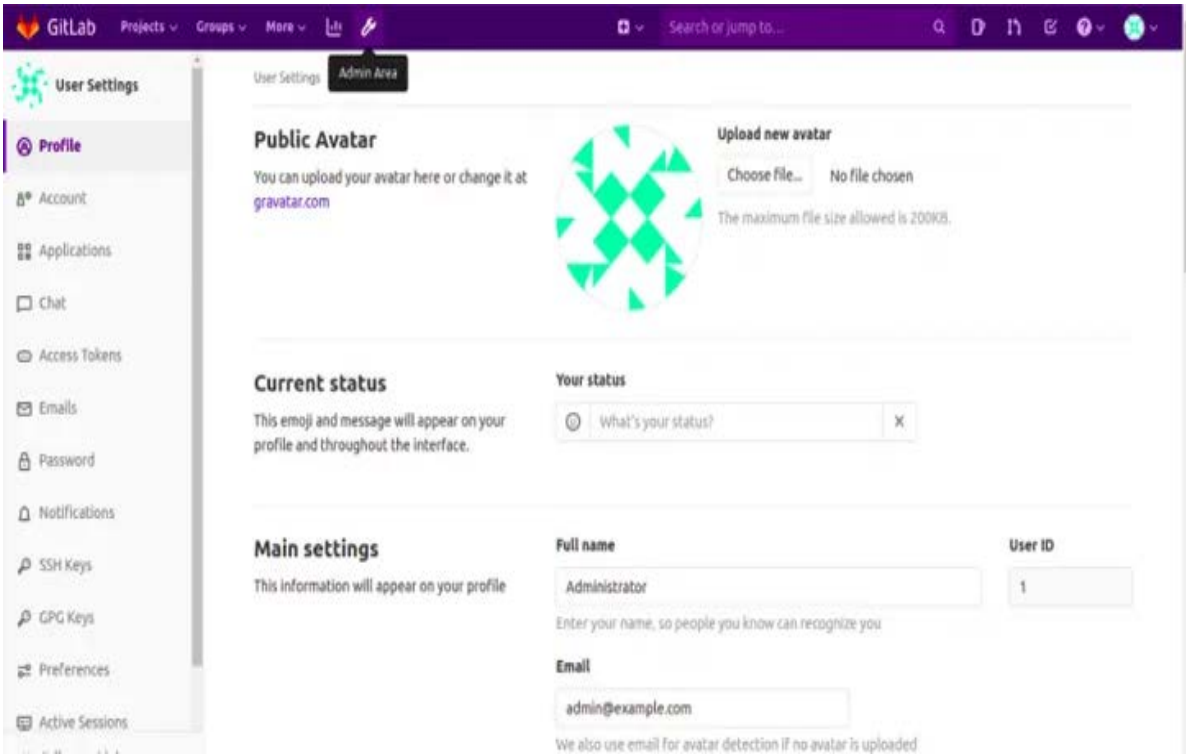 GitLab Projects Groups More Search or jump to...
Admin Area
User Settings
Profile
Account
Applications
Chat
Access Tokens
Emails
Password
Notifications
SSH Keys
GPG Keys
Preferences
Active Sessions
User Settings
Public Avatar
You can upload your avatar here or change it at
gravatar.com
Upload new avatar
Choose file... No file chosen
The maximum file size allowed is 200KB.
Current status
This emoji and message will appear on your
profile and throughout the interface.
Your status
What's your status?
Main settings
This information will appear on your profile
Full name
Administrator
Enter your name, so people you know can recognize you
User ID
1
Email
admin@example.com
We also use email for avatar detection if no avatar is uploaded